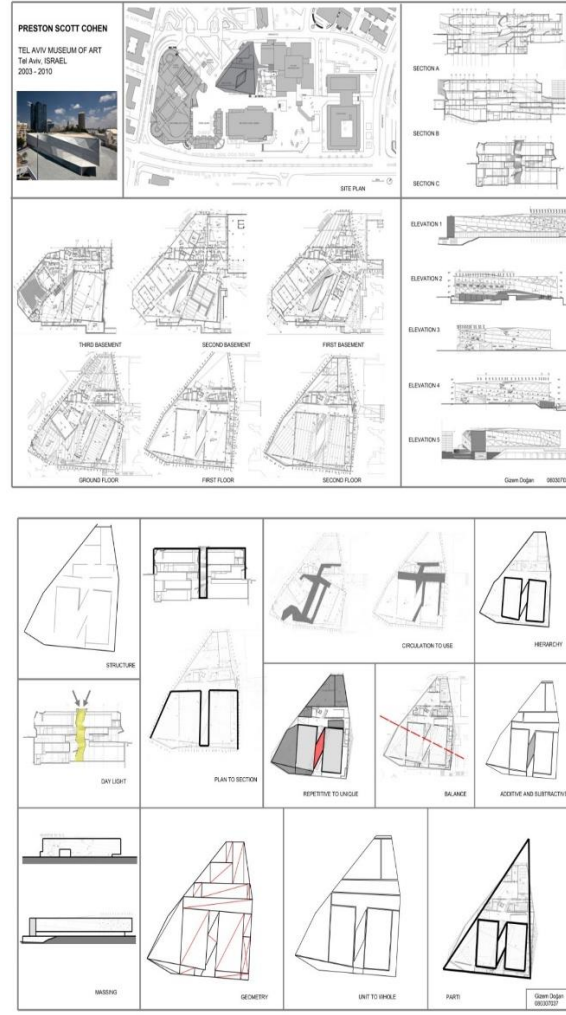 PRESTON SCOTT COHEN
TEL AVIV MUSEUM OF ART
Tel Aviv, ISRAEL
2003 - 2010
SITE PLAN
SECTION A
SECTION B
SECTION C
THIRD BASEMENT
SECOND BASEMENT
FIRST BASEMENT
GROUND FLOOR
FIRST FLOOR
SECOND FLOOR
ELEVATION 1
ELEVATION 2
ELEVATION 3
ELEVATION 4
ELEVATION 5
Gizem Doğan
STRUCTURE
DAY LIGHT
PLAN TO SECTION
CIRCULATION TO USE
HIERARCHY
REPETITIVE TO UNIQUE
BALANCE
ADDITIVE AND SUBTRACTIVE
MASSING
GEOMETRY
UNIT TO WHOLE
PARTI
Gizem Doğan
080307037